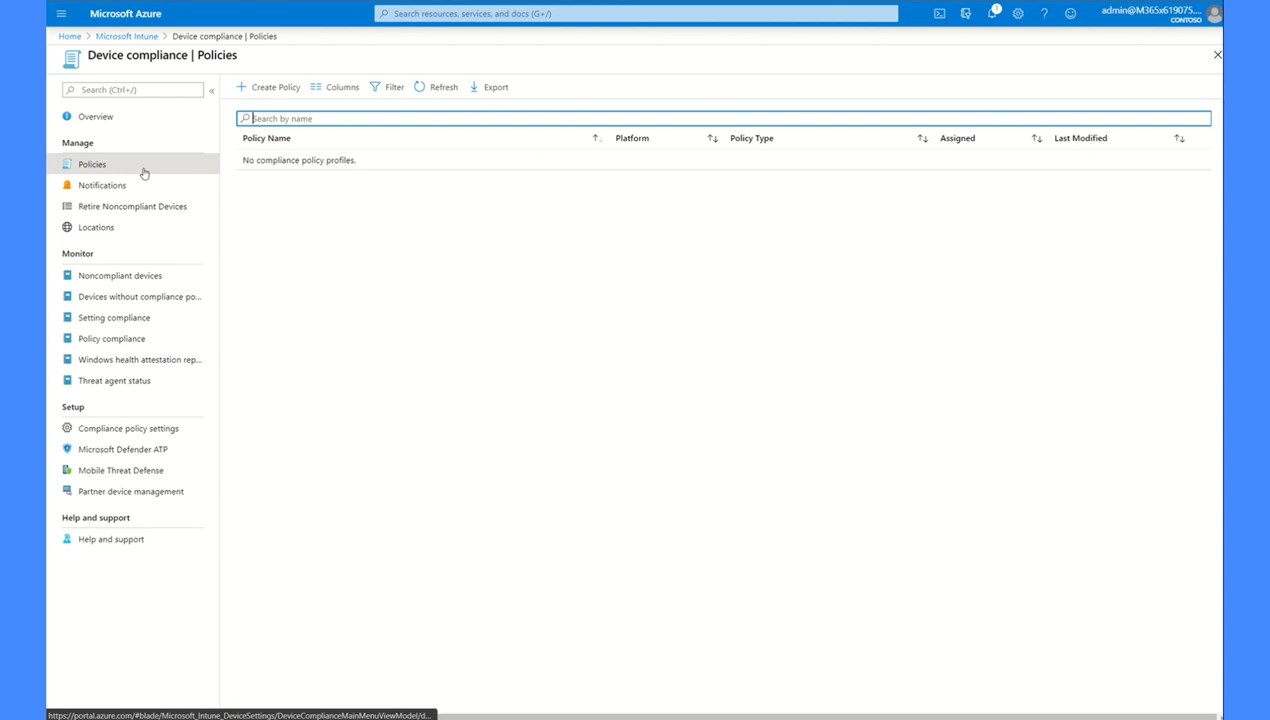 Microsoft Azure
Search resources, services, and docs (G+/)
1
admin@M365x619075....
CONTOSO
Home > Microsoft Intune > Device compliance | Policies
Device compliance | Policies
Search (Ctrl+/)
«
Create Policy
Columns
Filter
Refresh
Export
Overview
Search by name
Manage
Policy Name
Platform
Policy Type
Assigned
Last Modified
No compliance policy profiles.
Policies
Notifications
Retire Noncompliant Devices
Locations
Monitor
Noncompliant devices
Devices without compliance po...
Setting compliance
Policy compliance
Windows health attestation rep...
Threat agent status
Setup
Compliance policy settings
Microsoft Defender ATP
Mobile Threat Defense
Partner device management
Help and support
Help and support
https://portal.azure.com/#blade/Microsoft_Intune_DeviceSettings/DeviceComplianceMainMenuViewModel/d...